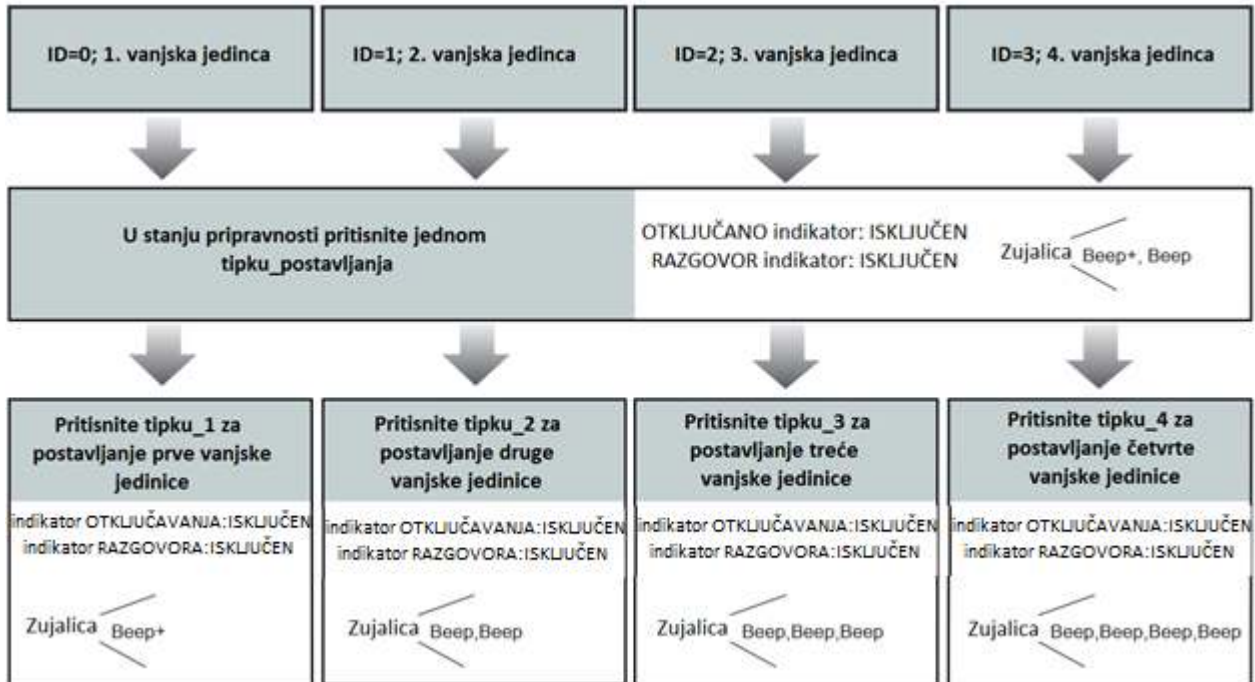 ID=0; 1. vanjska jedinca
ID=1; 2. vanjska jedinca
ID=2; 3. vanjska jedinca
ID=3; 4. vanjska jedinca
U stanju pripravnosti pritisnite jednom
tipku_postavljanja
OTKLJUČANO indikator: ISKLJUČEN
RAZGOVOR indikator: ISKLJUČEN
Zujalica Beep+, Beep
Pritisnite tipku_1 za
postavljanje prve vanjske
jedinice
indikator OTKLJUČAVANJA:ISKLJUČEN
indikator RAZGOVORA:ISKLJUČEN
Zujalica Beep+
Pritisnite tipku_2 za
postavljanje druge
vanjske jedinice
indikator OTKLJUČAVANJA:ISKLJUČEN
indikator RAZGOVORA:ISKLJUČEN
Zujalica Beep,Beep
Pritisnite tipku_3 za
postavljanje treće
vanjske jedinice
indikator OTKLJUČAVANJA:ISKLJUČEN
indikator RAZGOVORA:ISKLJUČEN
Zujalica Beep,Beep,Beep
Pritisnite tipku_4 za
postavljanje četvrte
vanjske jedinice
indikator OTKLJUČAVANJA:ISKLJUČEN
indikator RAZGOVORA:ISKLJUČEN
Zujalica Beep,Beep,Beep,Beep